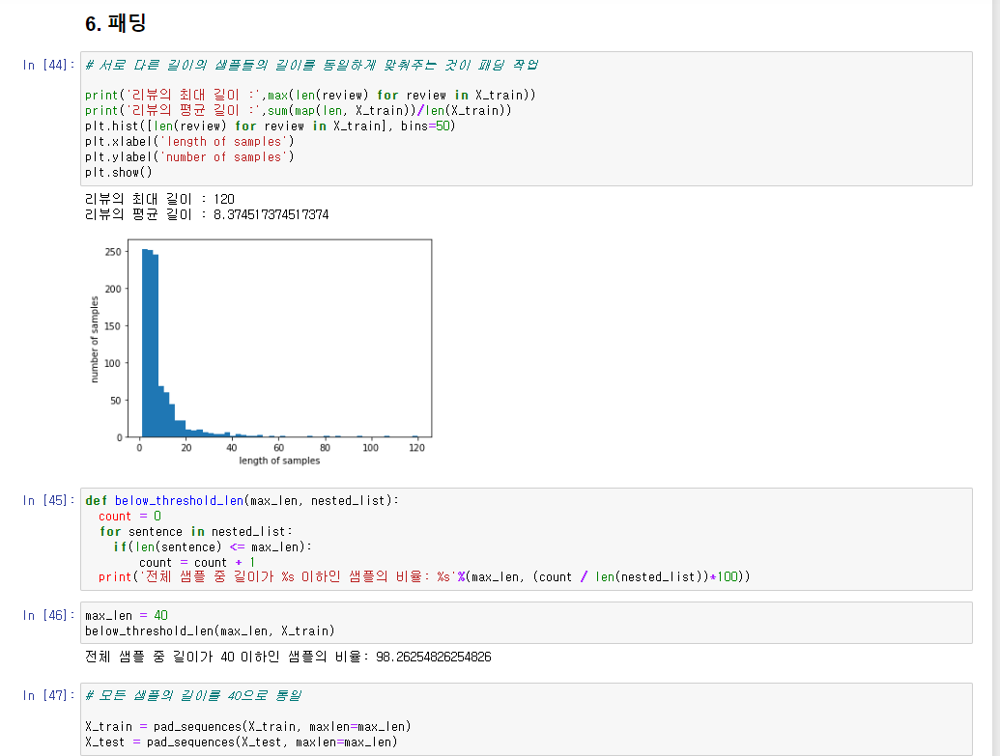 6. 패딩
In [44]: # 서로 다른 길이의 샘플들의 길이를 동일하게 맞춰주는 것이 패딩 작업
print('리뷰의 최대 길이 :',max(len(review) for review in X_train))
print('리뷰의 평균 길이 :',sum(map(len, X_train))/len(X_train))
plt.hist([len(review) for review in X_train], bins=50)
plt.xlabel('length of samples')
plt.ylabel('number of samples')
plt.show()
리뷰의 최대 길이 : 120
리뷰의 평균 길이 : 8.374517374517374
250
200
150
100
50
0
number of samples
0 20 40 60 80 100 120
length of samples
In [45]: def below_threshold_len(max_len, nested_list):
count = 0
for sentence in nested_list:
if(len(sentence) <= max_len):
count = count + 1
print('전체 샘플 중 길이가 %s 이하인 샘플의 비율: %s'%(max_len, (count / len(nested_list))*100))
In [46]: max_len = 40
below_threshold_len(max_len, X_train)
전체 샘플 중 길이가 40 이하인 샘플의 비율: 98.26254826254826
In [47]: # 모든 샘플의 길이를 40으로 통일
X_train = pad_sequences(X_train, maxlen=max_len)
X_test = pad_sequences(X_test, maxlen=max_len)